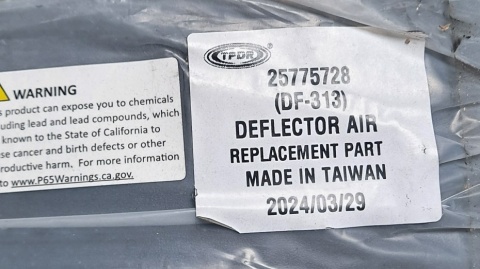 WARNING
product can expose you to chemicals
lead and lead compounds, which
known to the State of California to
cancer and birth defects or other
harm. For more information
to www.P65Warnings.ca.gov.
TPDR
25775728
(DF-313)
DEFLECTOR AIR
REPLACEMENT PART
MADE IN TAIWAN
2024/03/29